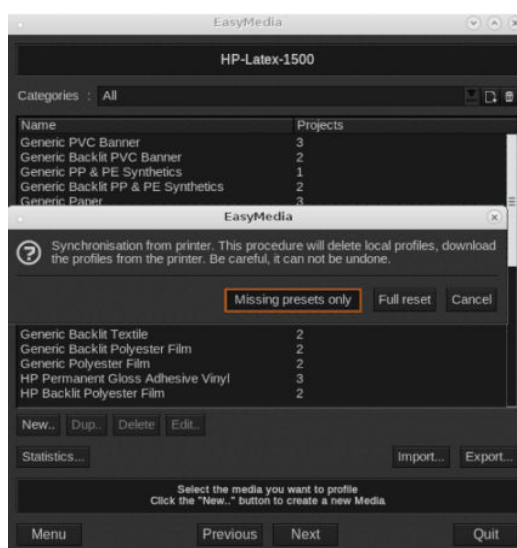 EasyMedia
HP-Latex-1500
Categories : All
Name Projects
Generic PVC Banner 3
Generic Backlit PVC Banner 2
Generic PP & PE Synthetics 1
Generic Backlit PP & PE Synthetics 2
Generic Paper 3
EasyMedia
Synchronisation from printer. This procedure will delete local profiles, download
the profiles from the printer. Be careful, it can not be undone.
Missing presets only Full reset Cancel
Generic Backlit Textile 2
Generic Backlit Polyester Film 2
Generic Polyester Film 2
HP Permanent Gloss Adhesive Vinyl 3
HP Backlit Polyester Film 2
New.. Dup.. Delete Edit..
Statistics... Import... Export...
Select the media you want to profile
Click the "New.." button to create a new Media
Menu Previous Next Quit